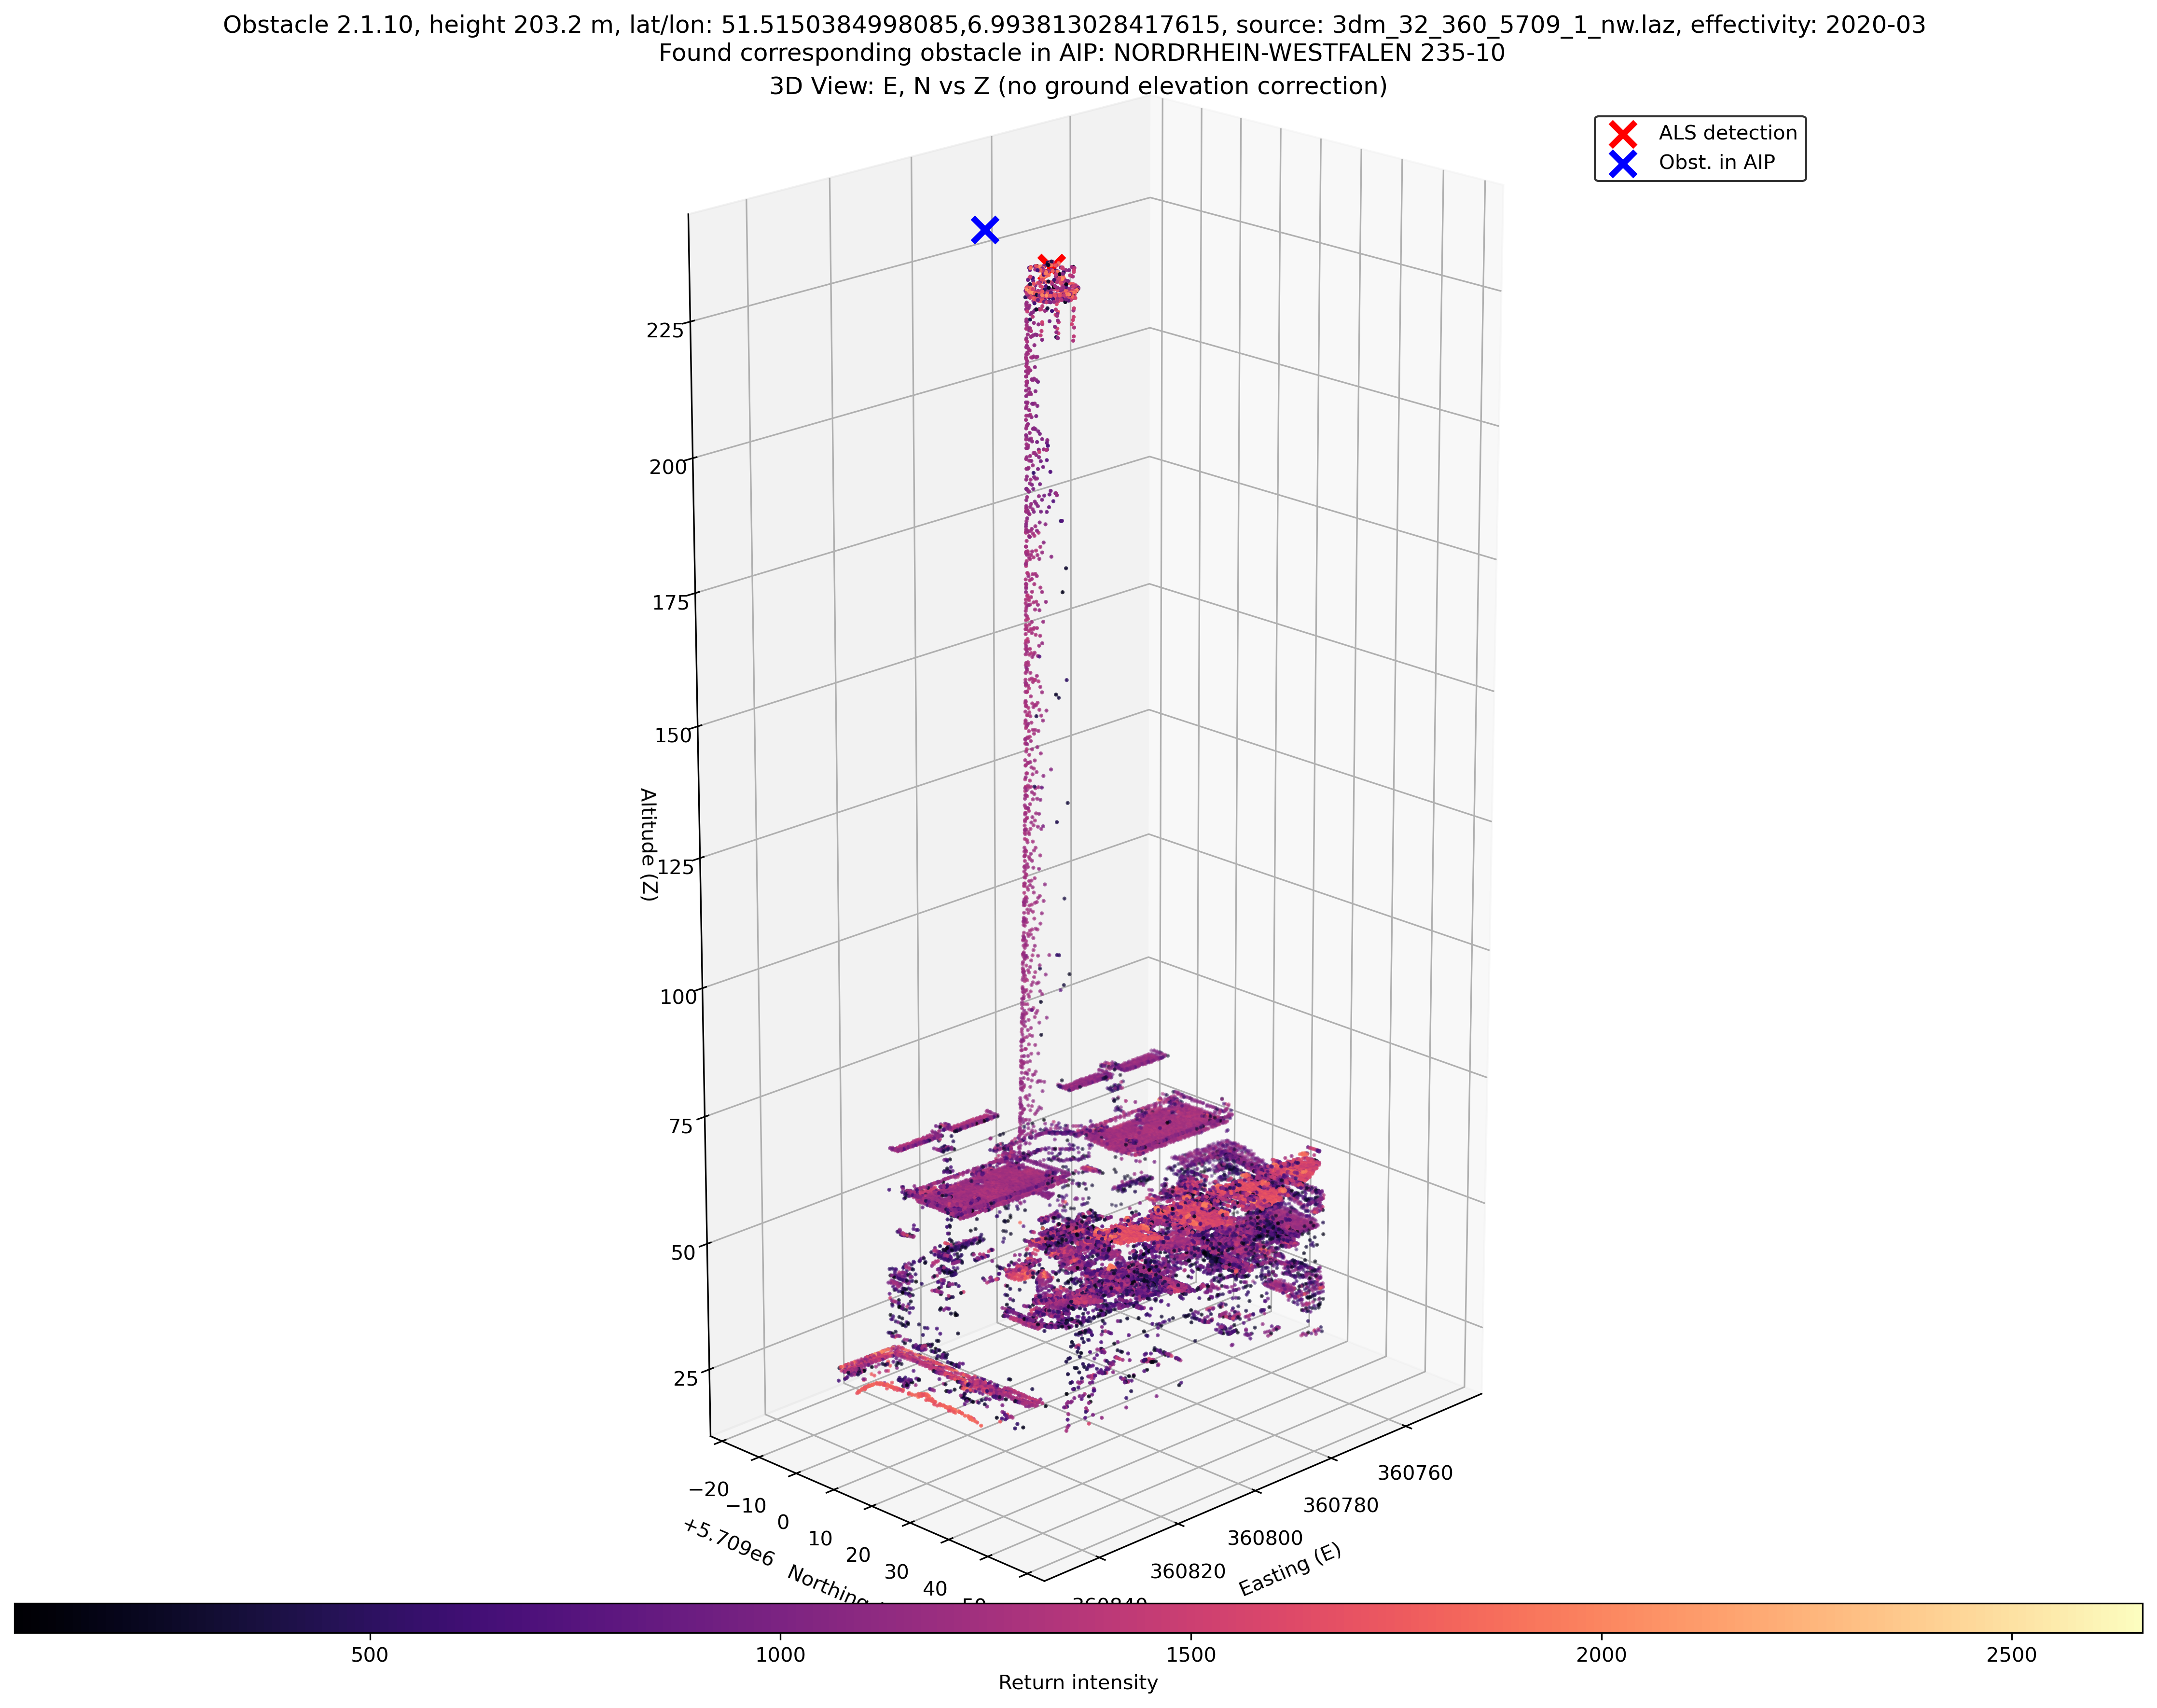 Obstacle 2.1.10, height 203.2 m, lat/lon: 51.5150384998085,6.993813028417615, source: 3dm_32_360_5709_1_nw.laz, effectivity: 2020-03
Found corresponding obstacle in AIP: NORDRHEIN-WESTFALEN 235-10
3D View: E, N vs Z (no ground elevation correction)
ALS detection
Obst. in AIP
225
200
175
150
125
100
75
50
25
Altitude (Z)
−20
−10
0
10
20
30
40
+5.709e6
Northing
360760
360780
360800
360820
360840
Easting (E)
500
1000
1500
2000
2500
Return intensity